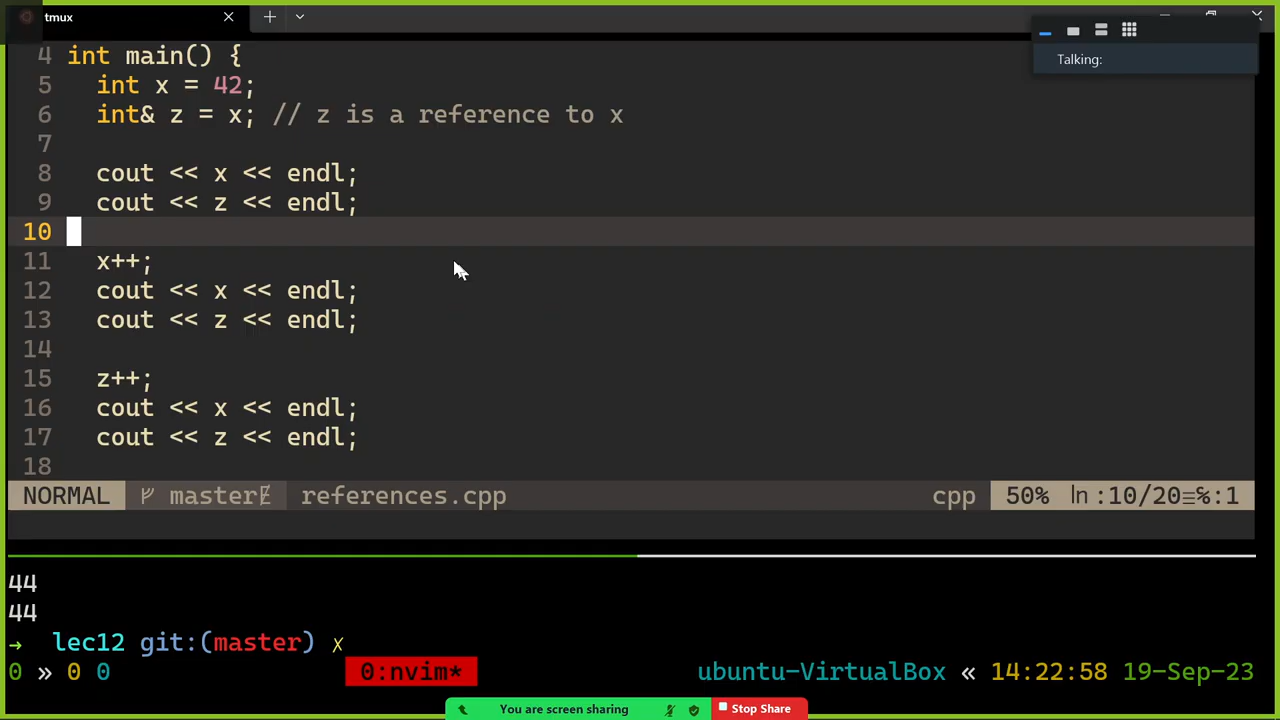 tmux
Talking:
4 int main() {
5 int x = 42;
6 int& z = x; // z is a reference to x
7
8 cout << x << endl;
9 cout << z << endl;
10
11 x++;
12 cout << x << endl;
13 cout << z << endl;
14
15 z++;
16 cout << x << endl;
17 cout << z << endl;
18
NORMAL master references.cpp cpp 50% ln :10/20≡%:1
44
44
→ lec12 git:(master) ✗
0 » 0 0 0:nvim* ubuntu-VirtualBox « 14:22:58 19-Sep-23
You are screen sharing Stop Share